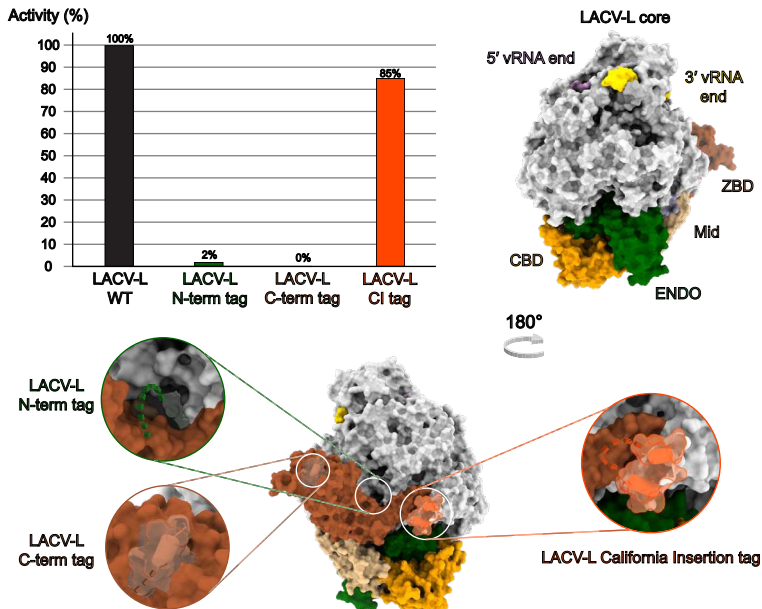 Activity (%)
100
90
80
70
60
50
40
30
20
10
0
100%
2%
0%
85%
LACV-L
WT
LACV-L
N-term tag
LACV-L
C-term tag
LACV-L
CI tag
LACV-L core
5′ vRNA end
3′ vRNA
end
ZBD
Mid
CBD
ENDO
180°
LACV-L
N-term tag
LACV-L
C-term tag
LACV-L California Insertion tag